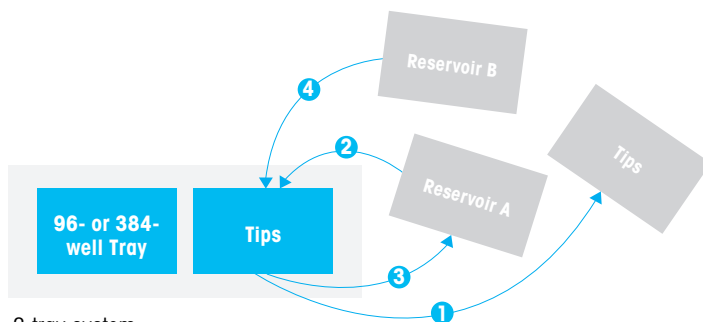 Reservoir B
4
2
Tips
Reservoir A
96- or 384-
well Tray
Tips
3
1